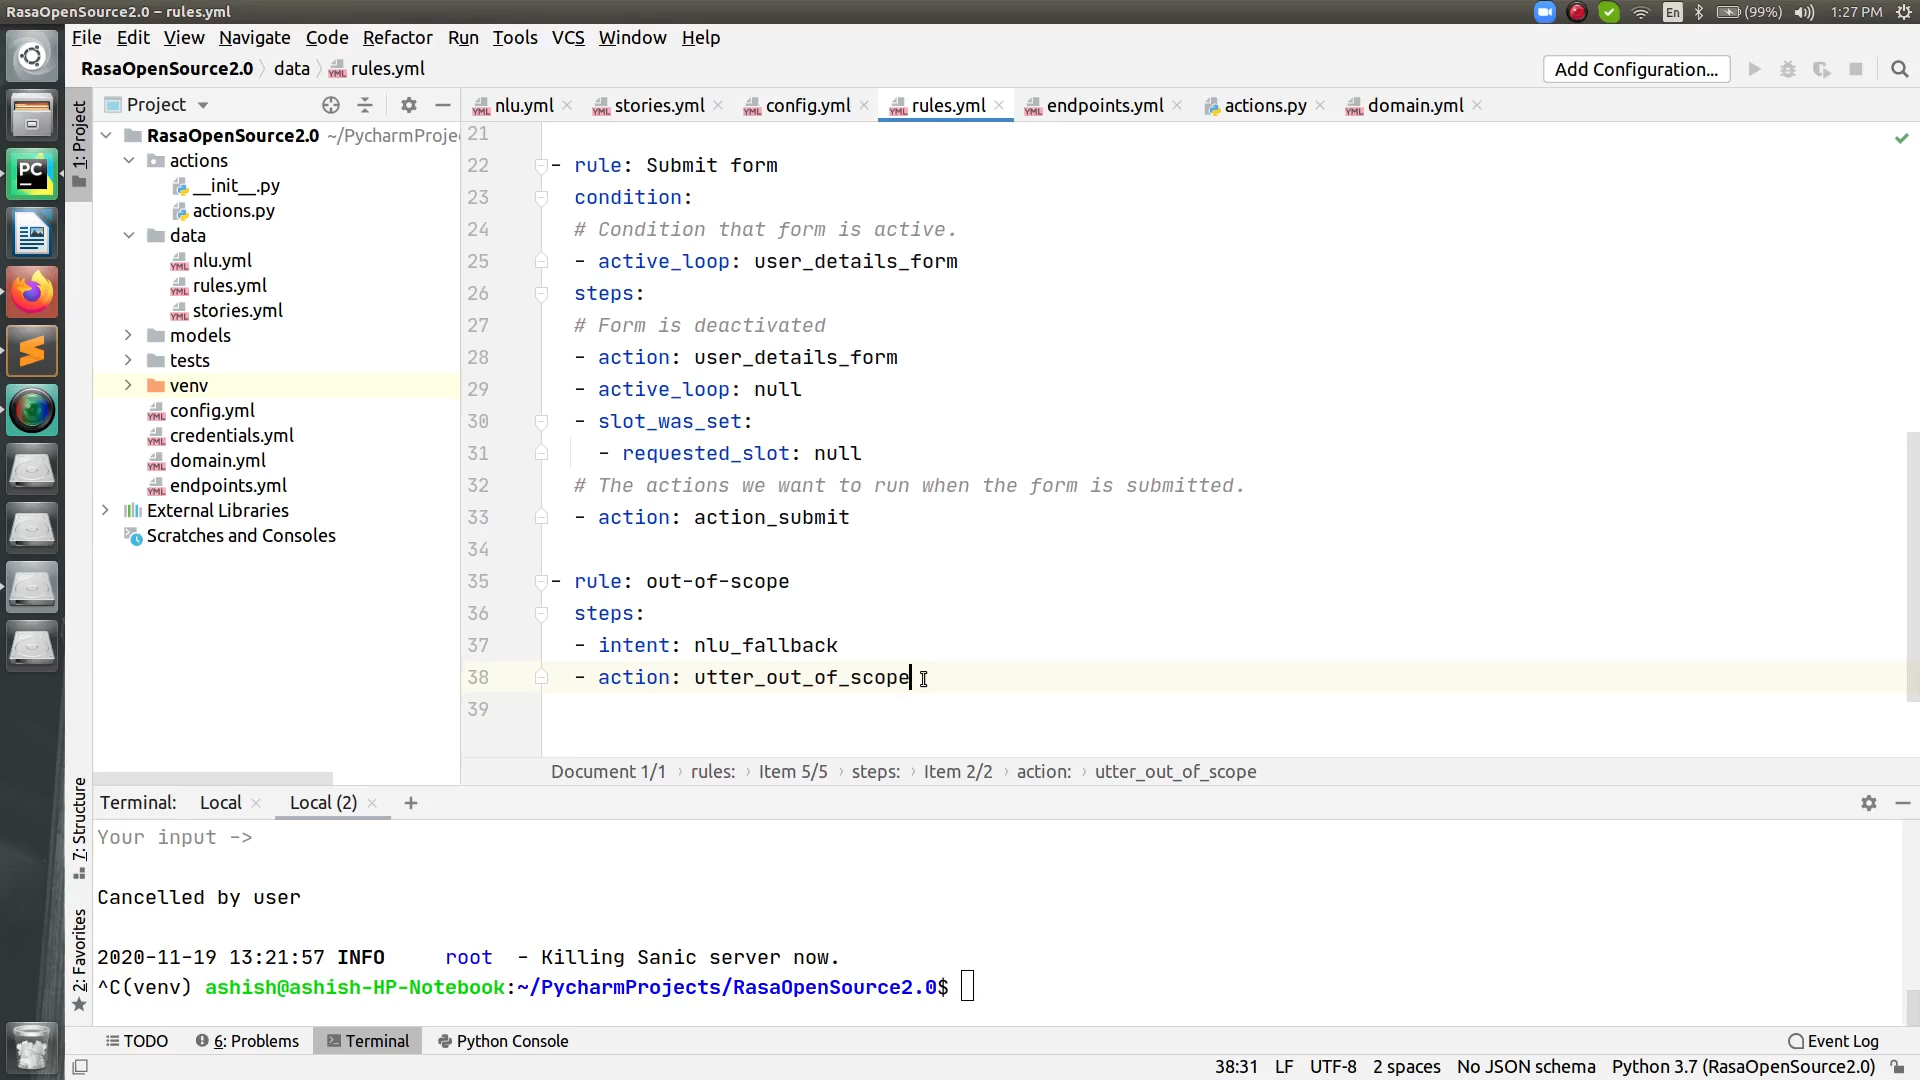 RasaOpenSource2.0 – rules.yml
En (99%) 1:27 PM
File Edit View Navigate Code Refactor Run Tools VCS Window Help
RasaOpenSource2.0 data rules.yml Add Configuration...
1: Project
Project nlu.yml stories.yml config.yml rules.yml endpoints.yml actions.py domain.yml
RasaOpenSource2.0 ~/PycharmProje
actions
__init__.py
actions.py
data
nlu.yml
rules.yml
stories.yml
models
tests
venv
config.yml
credentials.yml
domain.yml
endpoints.yml
External Libraries
Scratches and Consoles
21
22 - rule: Submit form
23 condition:
24 # Condition that form is active.
25 - active_loop: user_details_form
26 steps:
27 # Form is deactivated
28 - action: user_details_form
29 - active_loop: null
30 - slot_was_set:
31 - requested_slot: null
32 # The actions we want to run when the form is submitted.
33 - action: action_submit
34
35 - rule: out-of-scope
36 steps:
37 - intent: nlu_fallback
38 - action: utter_out_of_scope
39
Document 1/1 › rules: › Item 5/5 › steps: › Item 2/2 › action: › utter_out_of_scope
7: Structure
2: Favorites
Terminal: Local Local (2) +
Your input ->
Cancelled by user
2020-11-19 13:21:57 INFO root - Killing Sanic server now.
^C(venv) ashish@ashish-HP-Notebook:~/PycharmProjects/RasaOpenSource2.0$
TODO 6: Problems Terminal Python Console Event Log
38:31 LF UTF-8 2 spaces No JSON schema Python 3.7 (RasaOpenSource2.0)